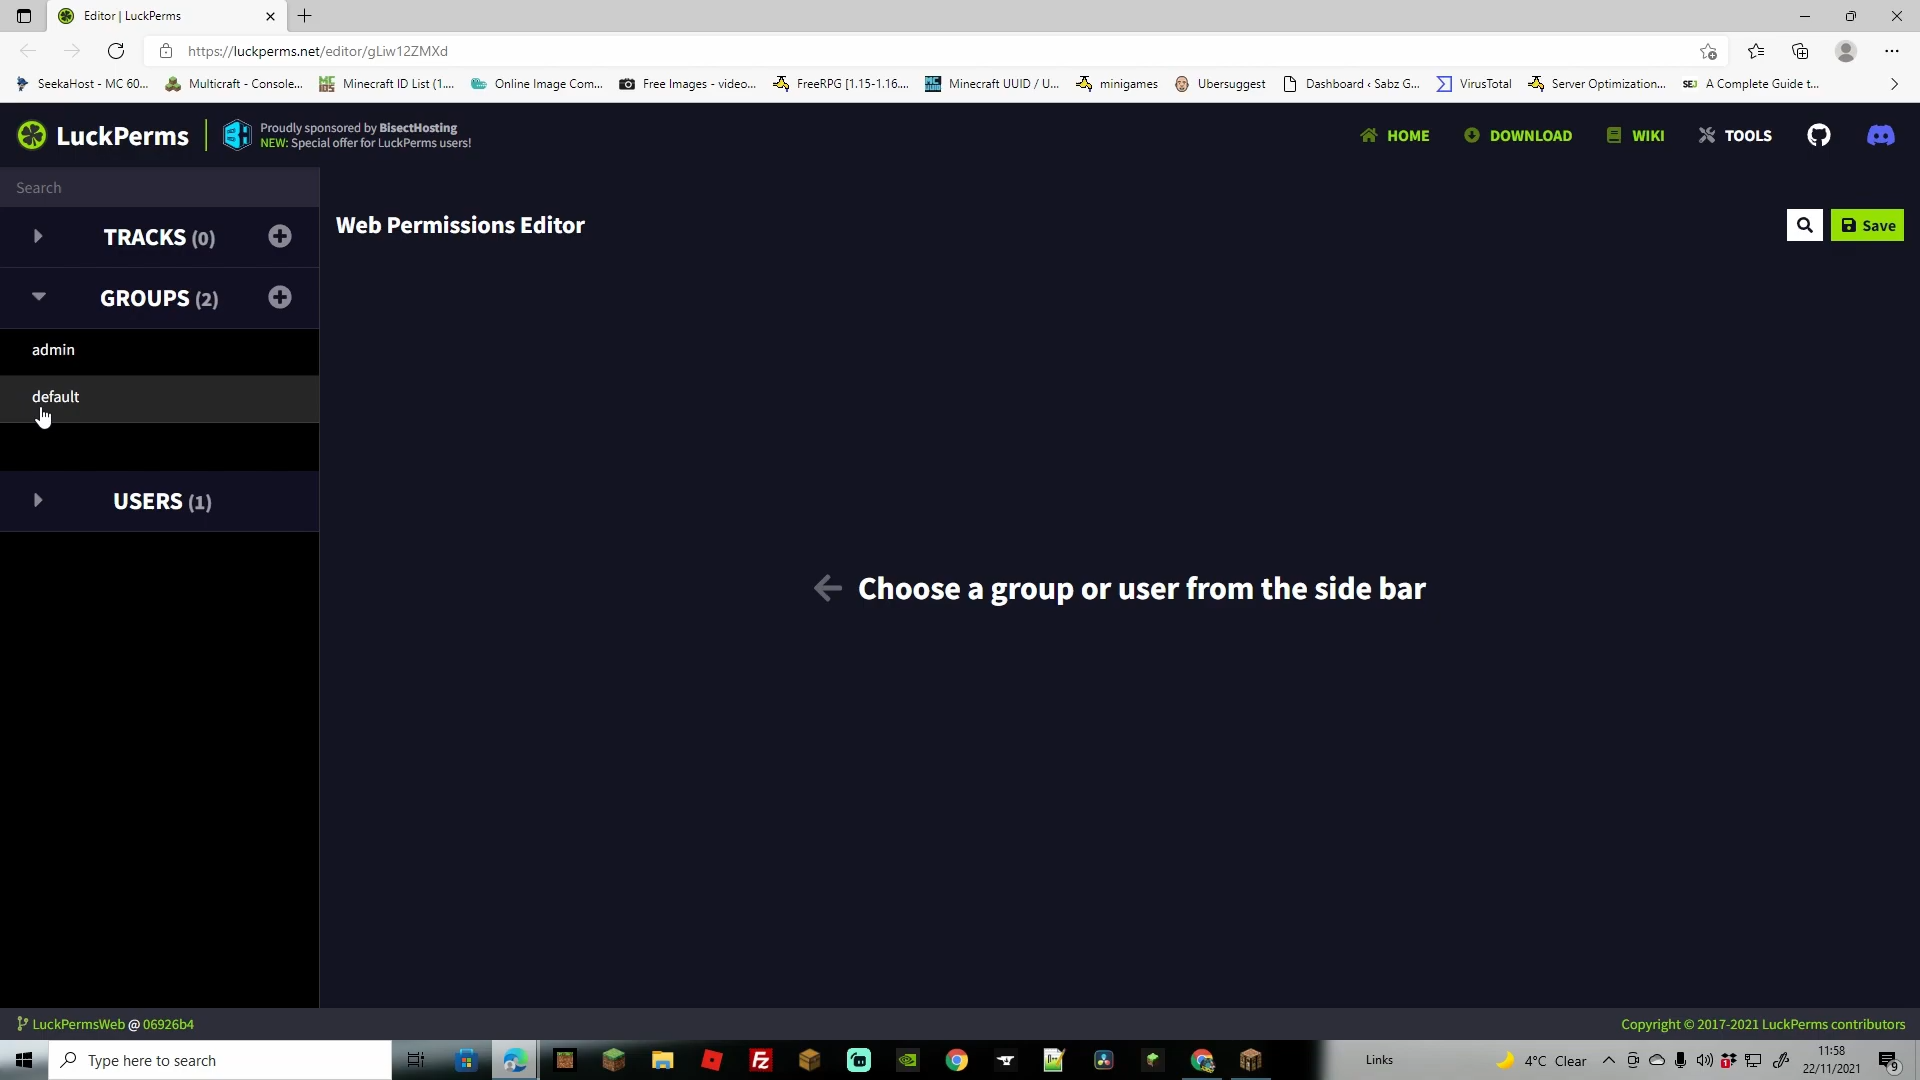 Editor | LuckPerms
https://luckperms.net/editor/gLiw12ZMXd
SeekaHost - MC 60...
Multicraft - Console...
Minecraft ID List (1....
Online Image Com...
Free Images - video...
FreeRPG [1.15-1.16....
Minecraft UUID / U...
minigames
Ubersuggest
Dashboard ‹ Sabz G...
VirusTotal
Server Optimization...
SEJ
A Complete Guide t...
LuckPerms
Proudly sponsored by BisectHosting
NEW: Special offer for LuckPerms users!
HOME
DOWNLOAD
WIKI
TOOLS
Search
TRACKS (0)
Web Permissions Editor
Save
GROUPS (2)
admin
default
USERS (1)
Choose a group or user from the side bar
LuckPermsWeb @ 06926b4
Copyright © 2017-2021 LuckPerms contributors
Type here to search
Links
4°C Clear
11:58
22/11/2021
9